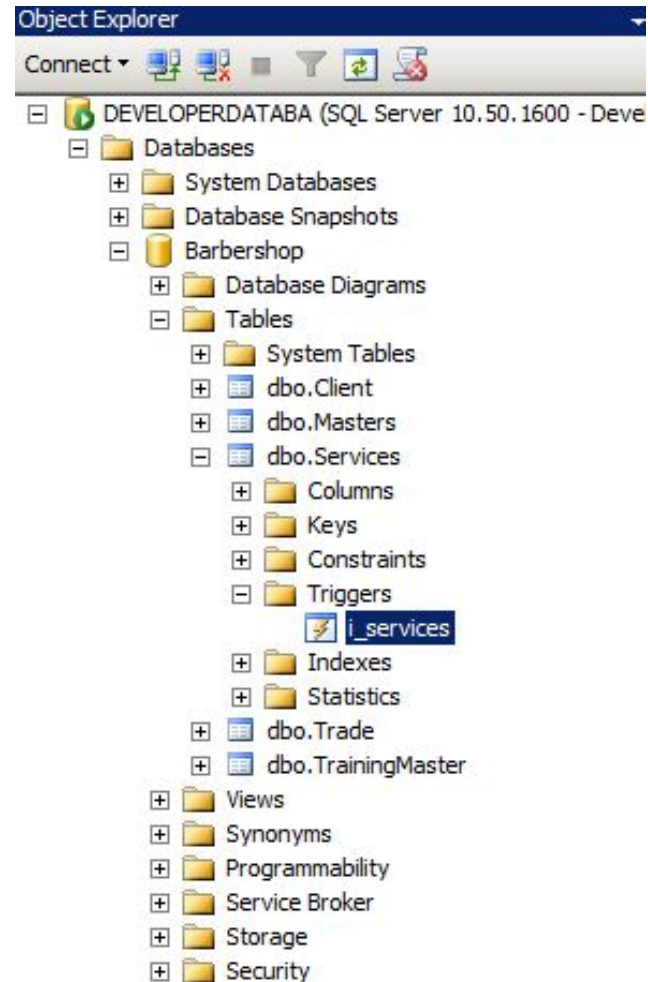 Object Explorer
Connect
DEVELOPERDATABA (SQL Server 10.50.1600 - Deve
Databases
System Databases
Database Snapshots
Barbershop
Database Diagrams
Tables
System Tables
dbo.Client
dbo.Masters
dbo.Services
Columns
Keys
Constraints
Triggers
i_services
Indexes
Statistics
dbo.Trade
dbo.TrainingMaster
Views
Synonyms
Programmability
Service Broker
Storage
Security